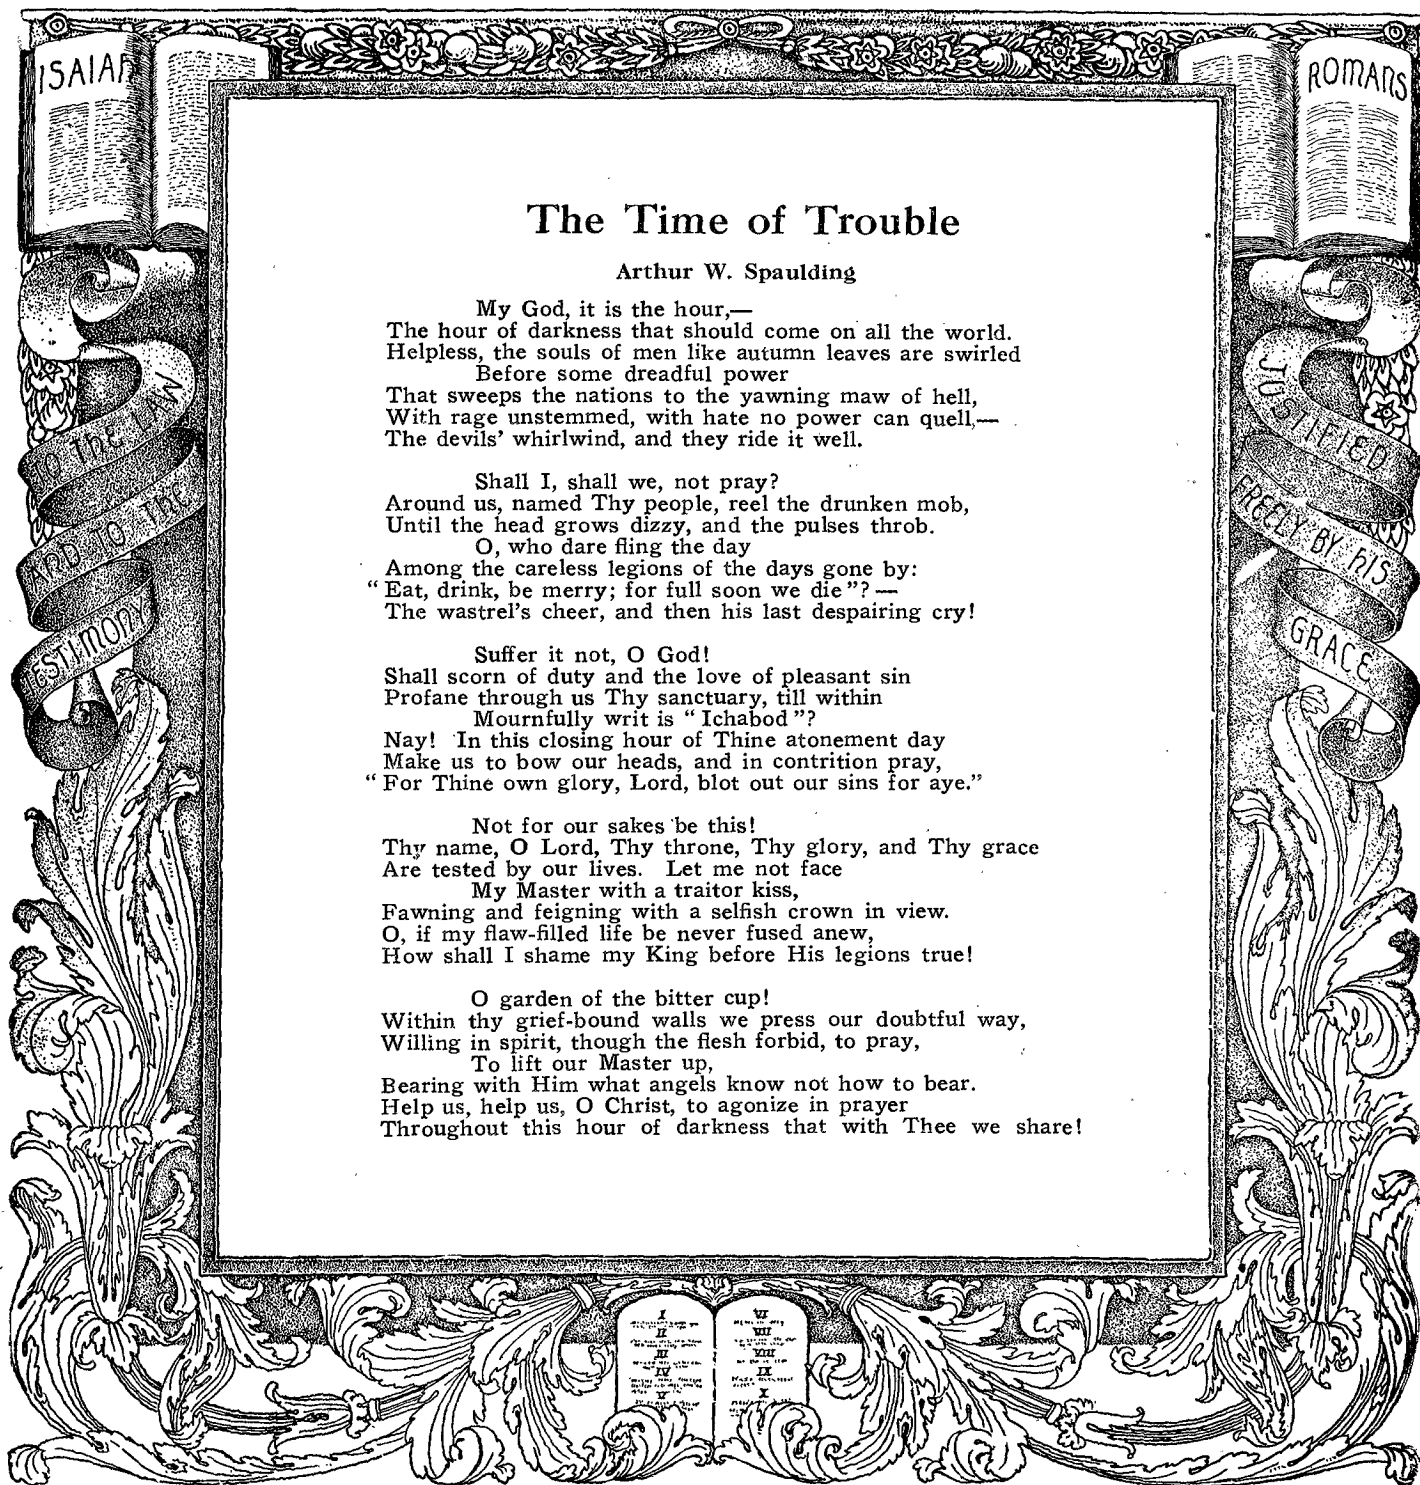 ISAIAH
ROMANS
The Time of Trouble
Arthur W. Spaulding
My God, it is the hour,—
The hour of darkness that should come on all the world.
Helpless, the souls of men like autumn leaves are swirled
Before some dreadful power
That sweeps the nations to the yawning maw of hell,
With rage unstemmed, with hate no power can quell,—
The devils' whirlwind, and they ride it well.
Shall I, shall we, not pray?
Around us, named Thy people, reel the drunken mob,
Until the head grows dizzy, and the pulses throb.
O, who dare fling the day
Among the careless legions of the days gone by:
“Eat, drink, be merry; for full soon we die”?—
The wastrel's cheer, and then his last despairing cry!
Suffer it not, O God!
Shall scorn of duty and the love of pleasant sin
Profane through us Thy sanctuary, till within
Mournfully writ is “Ichabod”?
Nay! In this closing hour of Thine atonement day
Make us to bow our heads, and in contrition pray,
“For Thine own glory, Lord, blot out our sins for aye.”
Not for our sakes be this!
Thy name, O Lord, Thy throne, Thy glory, and Thy grace
Are tested by our lives. Let me not face
My Master with a traitor kiss,
Fawning and feigning with a selfish crown in view.
O, if my flaw-filled life be never fused anew,
How shall I shame my King before His legions true!
O garden of the bitter cup!
Within thy grief-bound walls we press our doubtful way,
Willing in spirit, though the flesh forbid, to pray,
To lift our Master up,
Bearing with Him what angels know not how to bear.
Help us, help us, O Christ, to agonize in prayer
Throughout this hour of darkness that with Thee we share!
TO THE LAW
AND TO THE
TESTIMONY
JUSTIFIED
FREELY BY HIS
GRACE
I
II
III
IV
V
VI
VII
VIII
IX
X